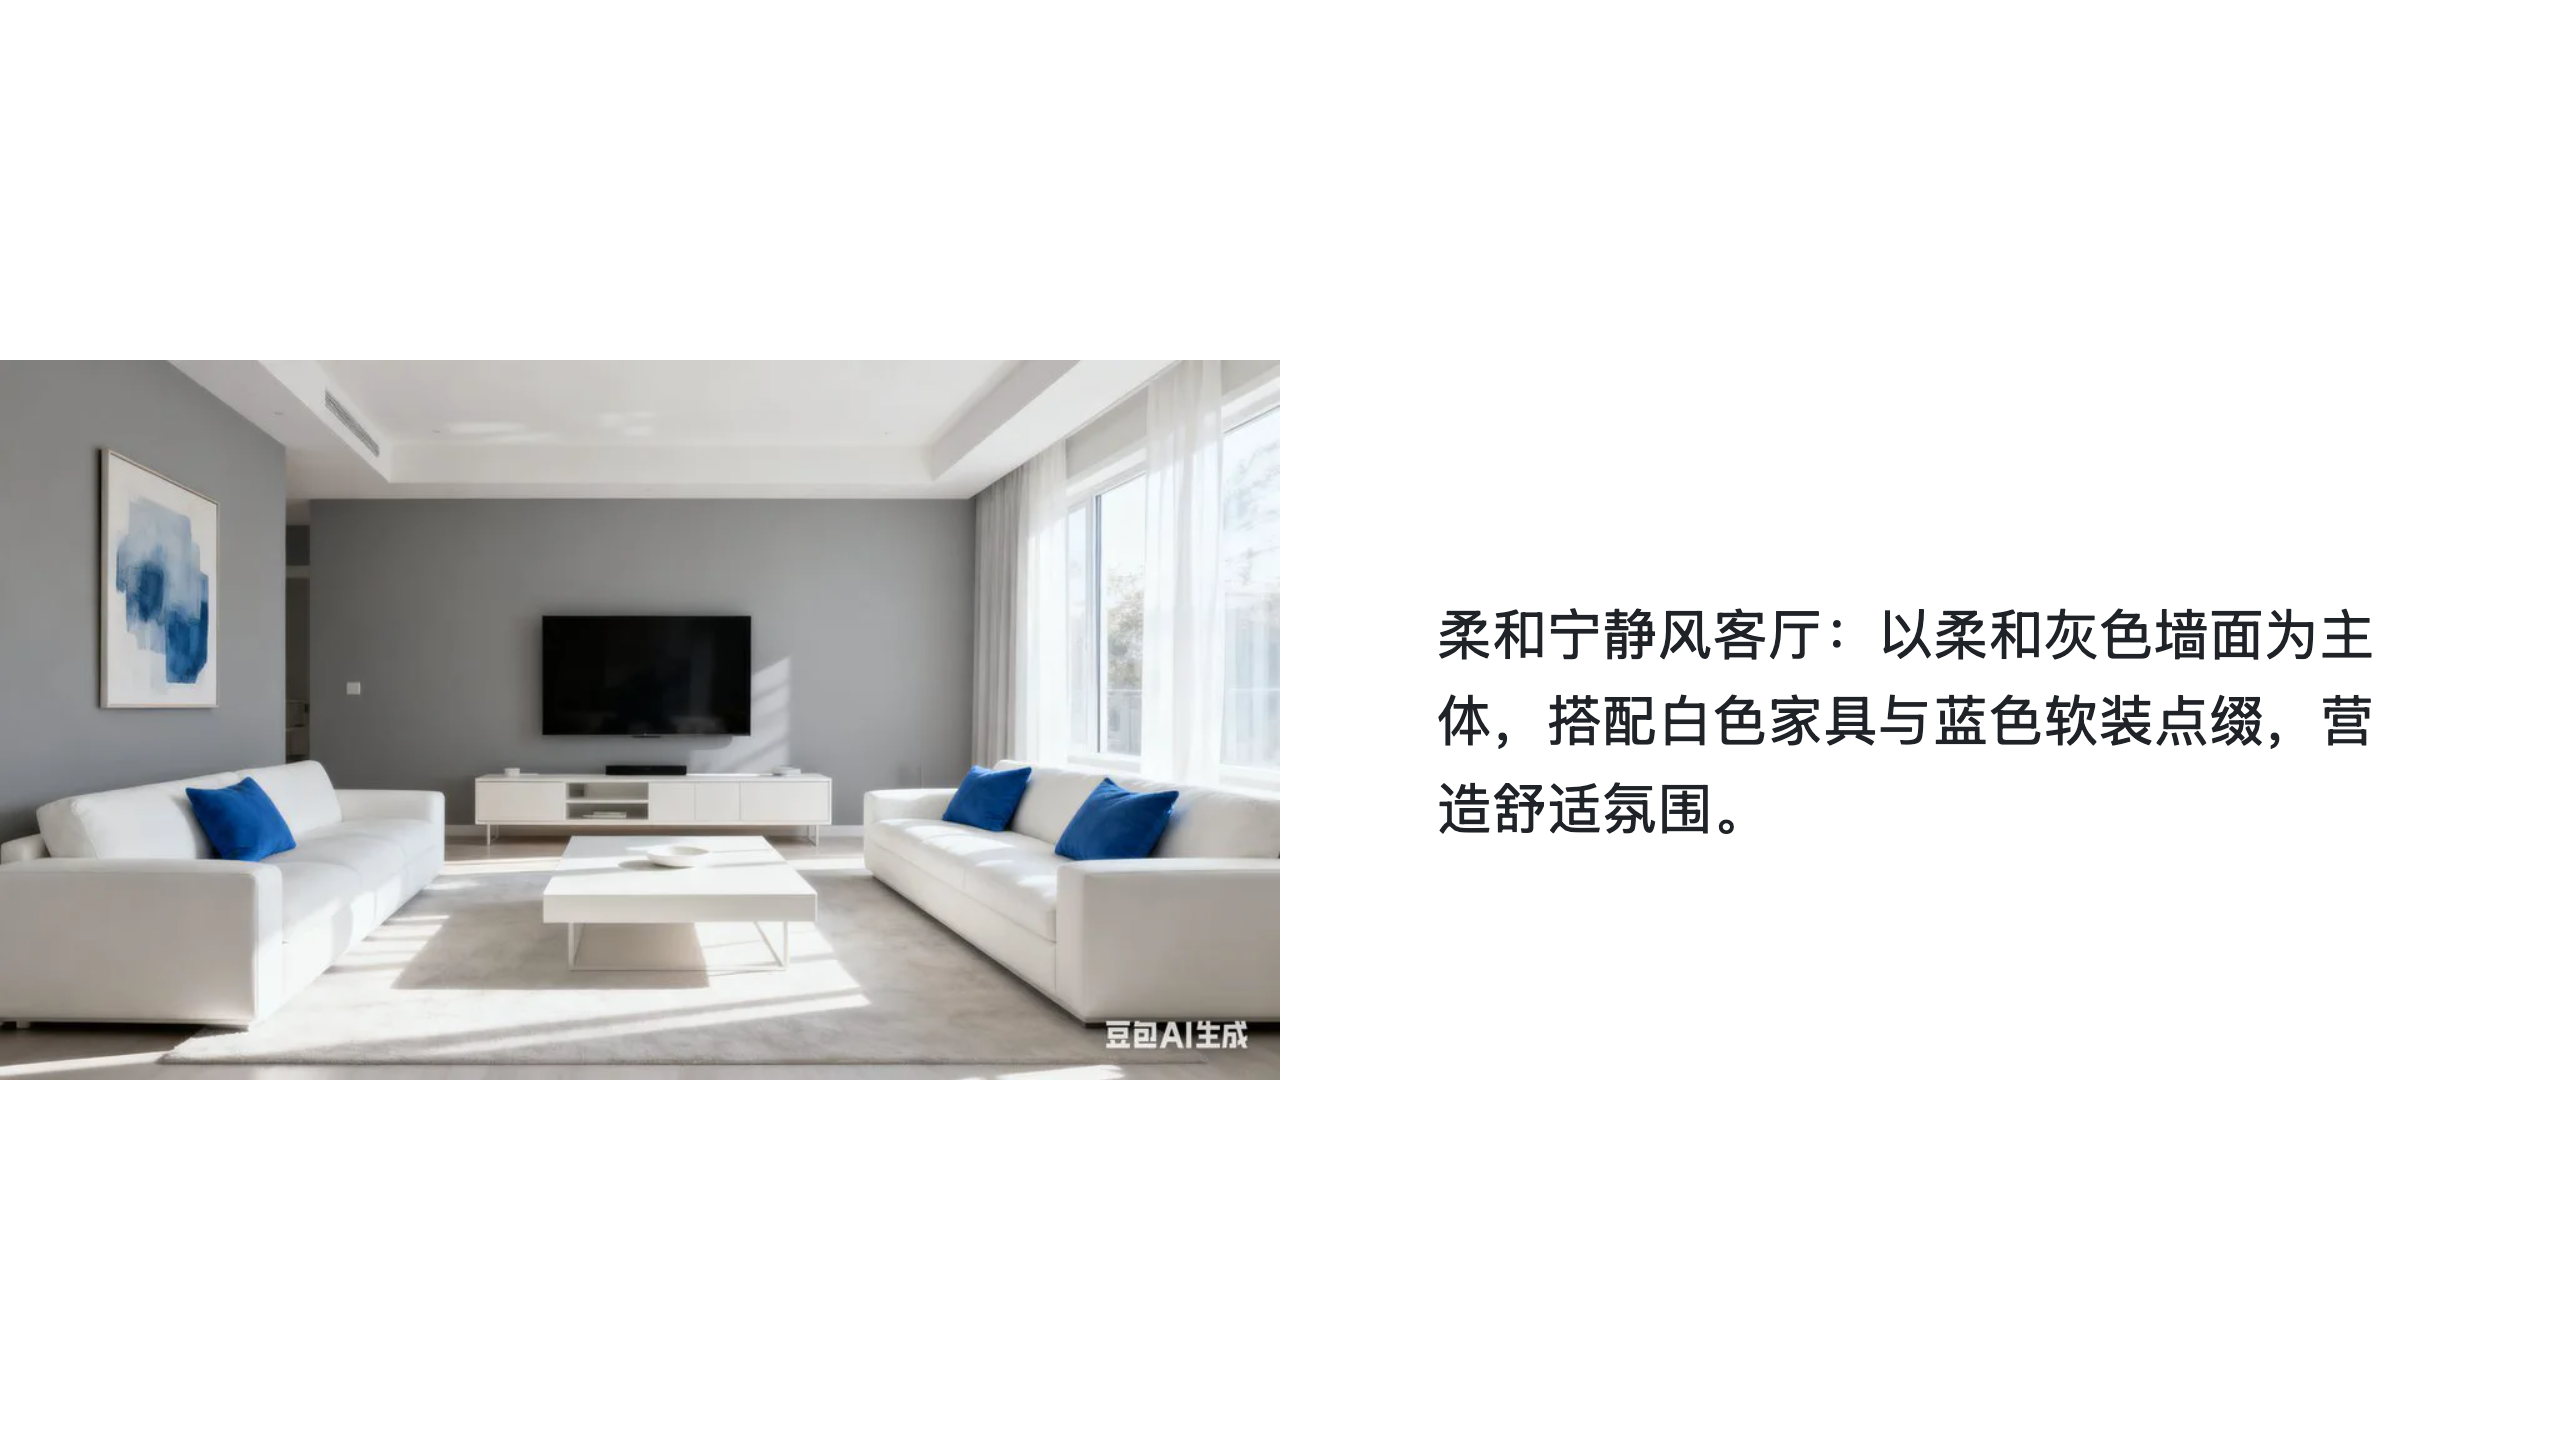 柔和宁静风客厅：以柔和灰色墙面为主
体，搭配白色家具与蓝色软装点缀，营
造舒适氛围。
豆包AI生成